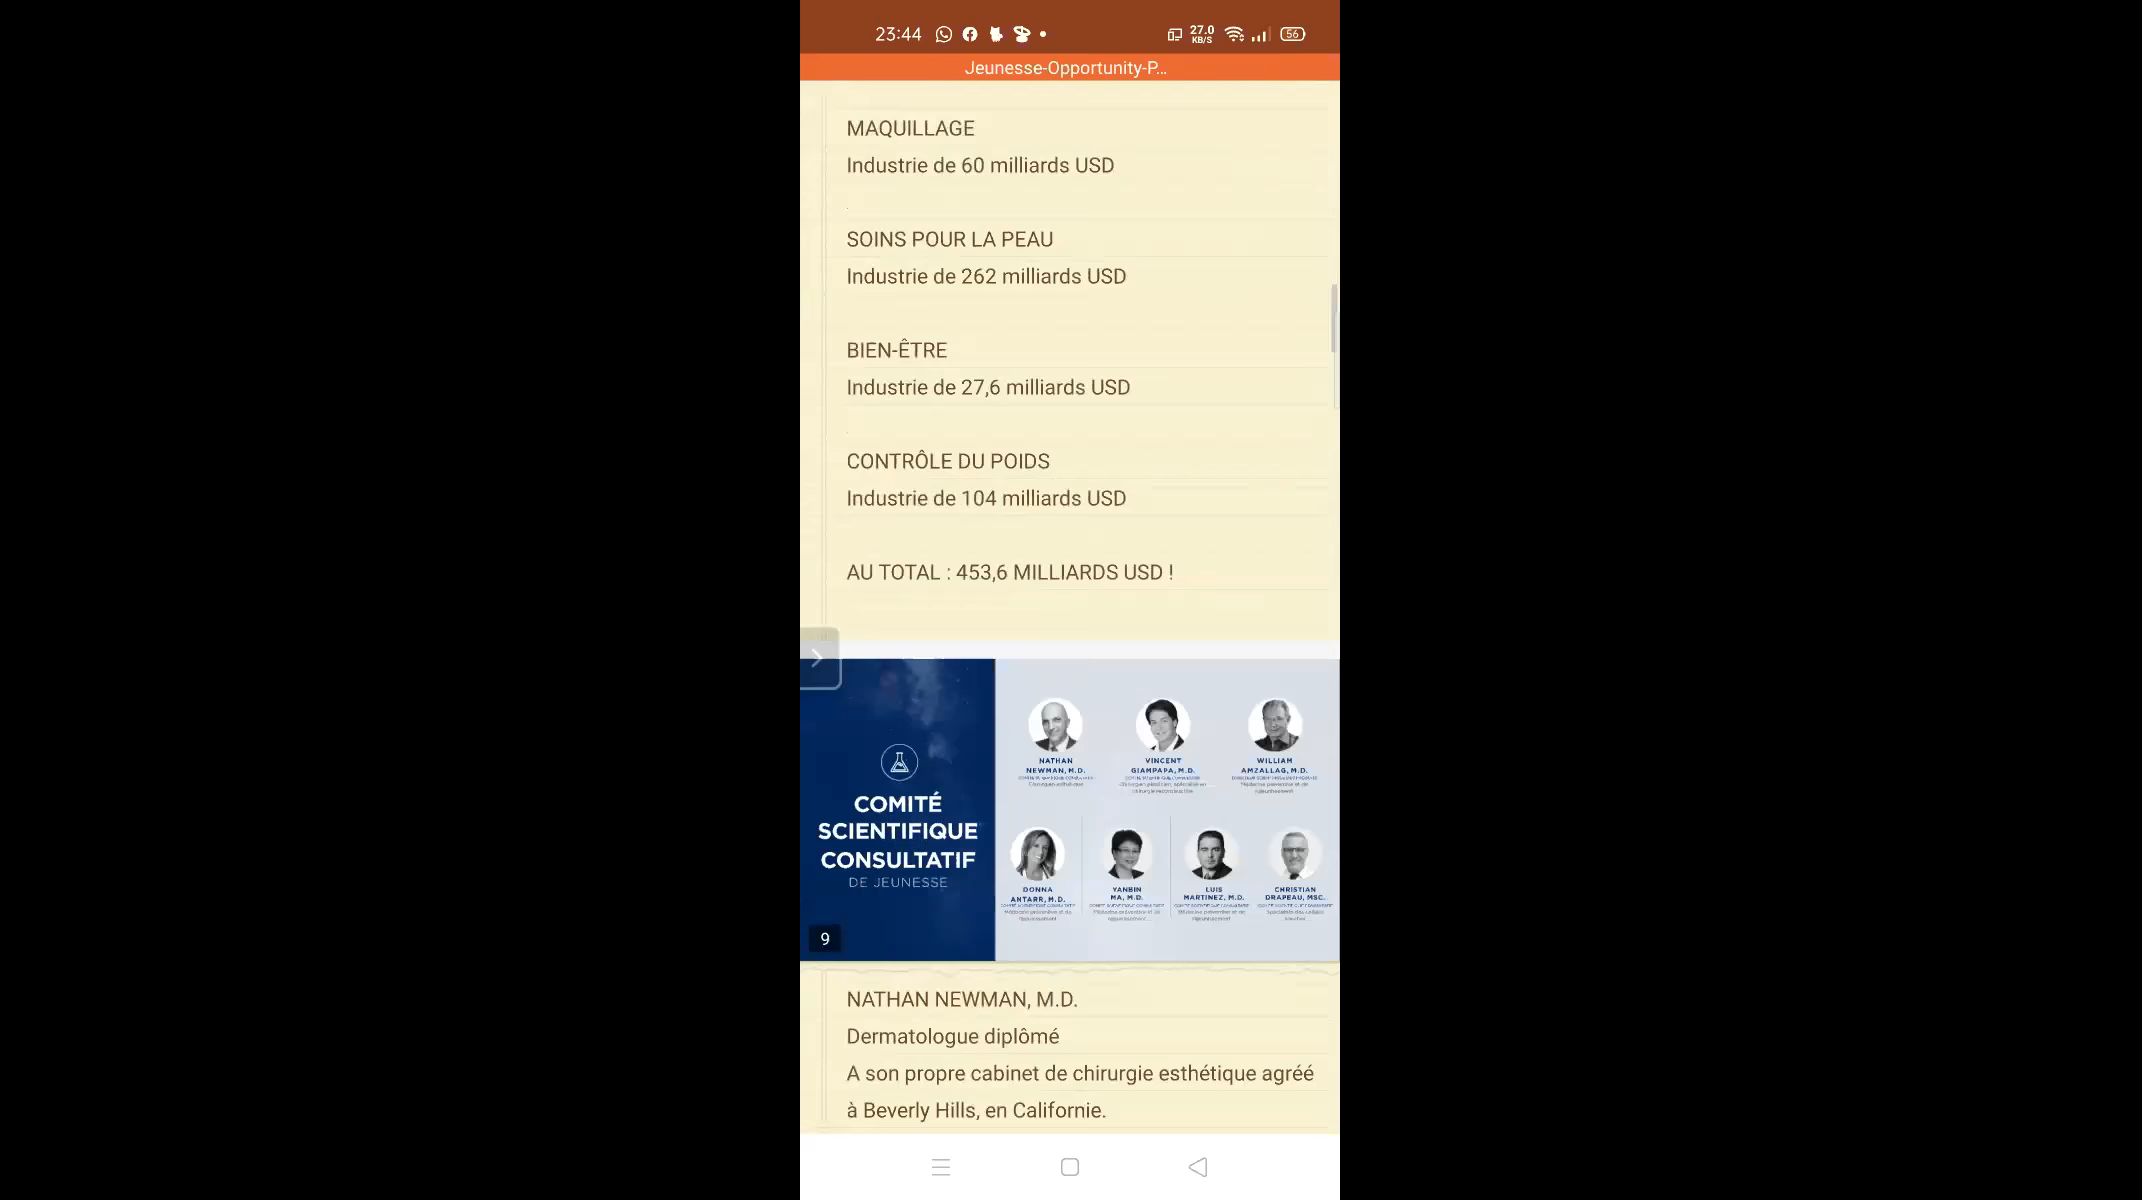 23:44 27.0 KB/S 56
Jeunesse-Opportunity-P...
MAQUILLAGE
Industrie de 60 milliards USD
.
SOINS POUR LA PEAU
Industrie de 262 milliards USD
BIEN-ÊTRE
Industrie de 27,6 milliards USD
.
CONTRÔLE DU POIDS
Industrie de 104 milliards USD
AU TOTAL : 453,6 MILLIARDS USD !
COMITÉ
SCIENTIFIQUE
CONSULTATIF
DE JEUNESSE
9
NATHAN
NEWMAN, M.D.
VINCENT
GIAMPAPA, M.D.
WILLIAM
AMZALLAG, M.D.
DONNA
ANTARR, M.D.
YANBIN
MA, M.D.
LUIS
MARTINEZ, M.D.
CHRISTIAN
DRAPEAU, MSC.
NATHAN NEWMAN, M.D.
Dermatologue diplômé
A son propre cabinet de chirurgie esthétique agréé
à Beverly Hills, en Californie.